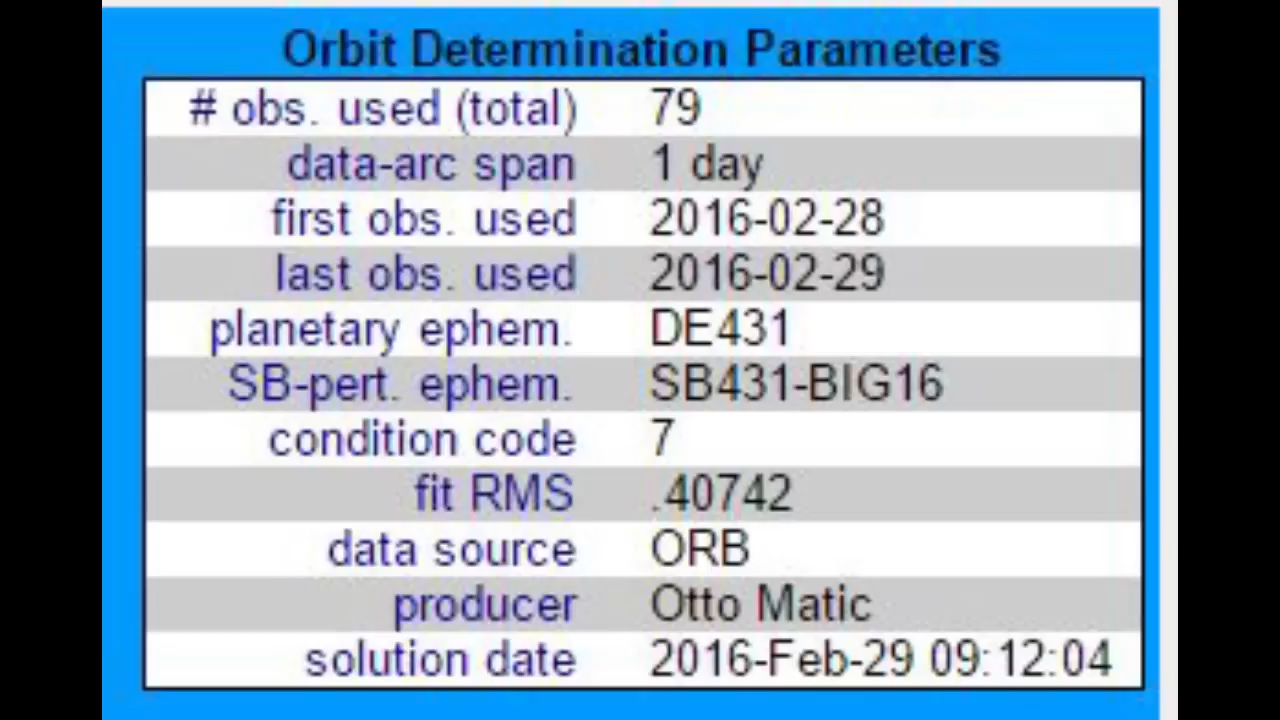 Orbit Determination Parameters
# obs. used (total) 79
data-arc span 1 day
first obs. used 2016-02-28
last obs. used 2016-02-29
planetary ephem. DE431
SB-pert. ephem. SB431-BIG16
condition code 7
fit RMS .40742
data source ORB
producer Otto Matic
solution date 2016-Feb-29 09:12:04